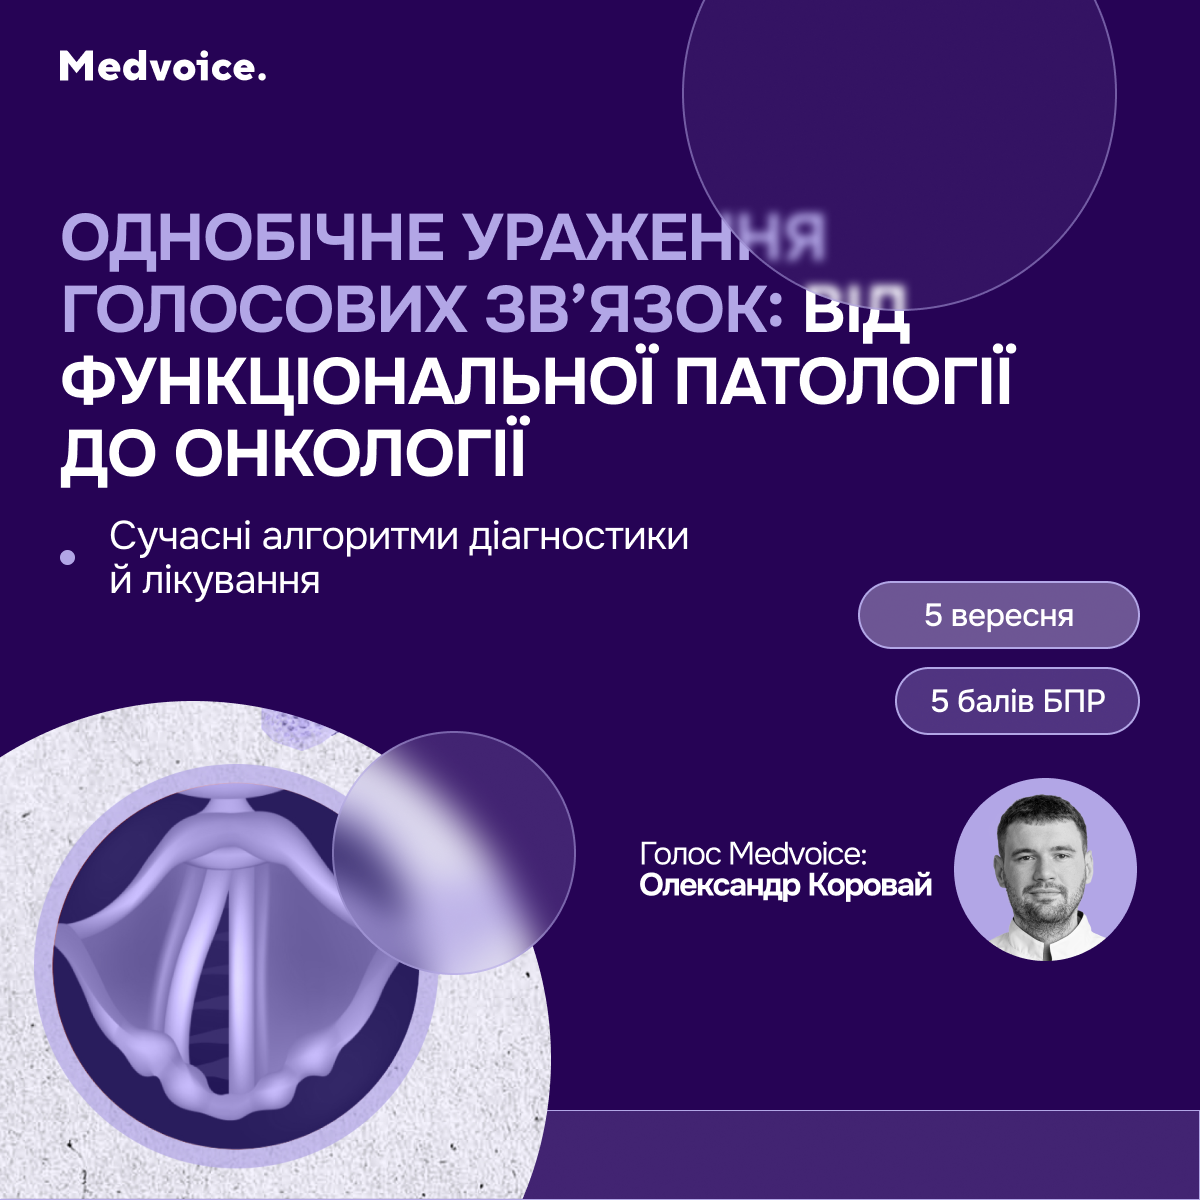 Medvoice.
ОДНОБІЧНЕ УРАЖЕННЯ
ГОЛОСОВИХ ЗВ’ЯЗОК: ВІД
ФУНКЦІОНАЛЬНОЇ ПАТОЛОГІЇ
ДО ОНКОЛОГІЇ
Сучасні алгоритми діагностики
й лікування
5 вересня
5 балів БПР
Голос Medvoice:
Олександр Коровай